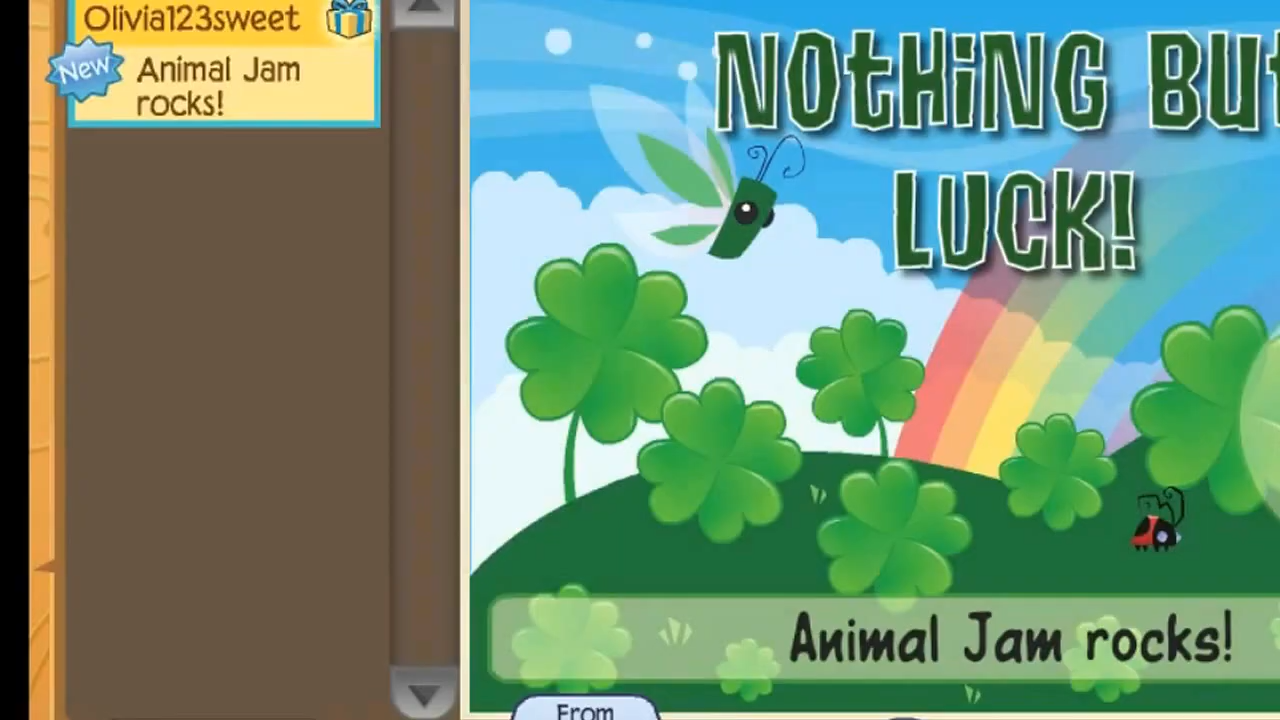 Olivia123sweet
New
Animal Jam
rocks!
NOTHING BUT
LUCK!
Animal Jam rocks!
From